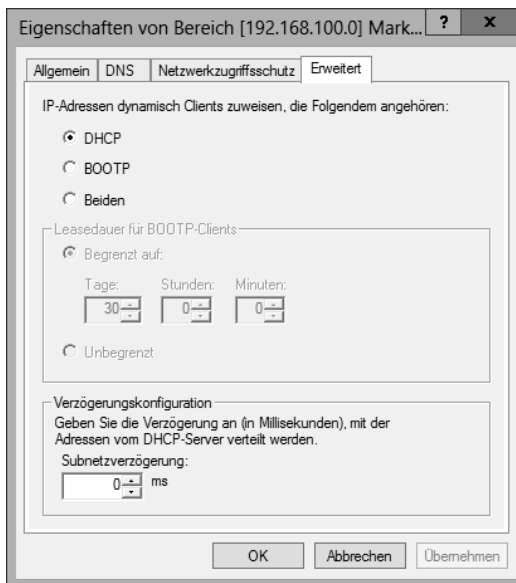 Eigenschaften von Bereich [192.168.100.0] Mark... ? x
Allgemein DNS Netzwerkzugriffsschutz Erweitert
IP-Adressen dynamisch Clients zuweisen, die Folgendem angehören:
DHCP
BOOTP
Beiden
Leasedauer für BOOTP-Clients
Begrenzt auf:
Tage: Stunden: Minuten:
30 0 0
Unbegrenzt
Verzögerungskonfiguration
Geben Sie die Verzögerung an (in Millisekunden), mit der
Adressen vom DHCP-Server verteilt werden.
Subnetzverzögerung:
0 ms
OK Abbrechen Übernehmen